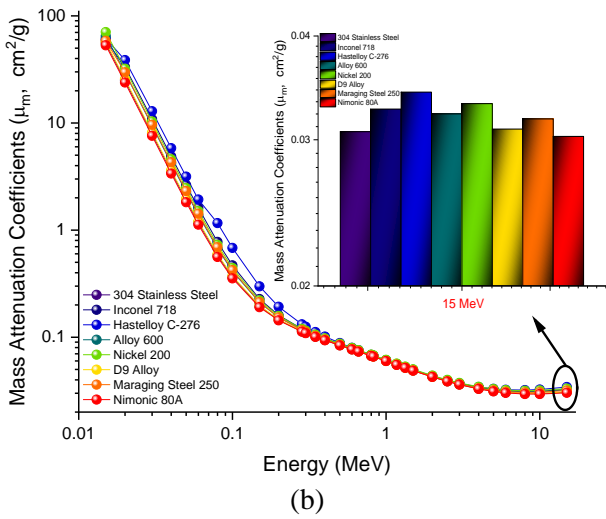 Mass Attenuation Coefficients (μm, cm²/g)
100
10
1
0.1
0.01
0.1
1
10
Energy (MeV)
304 Stainless Steel
Inconel 718
Hastelloy C-276
Alloy 600
Nickel 200
D9 Alloy
Maraging Steel 250
Nimonic 80A
Mass Attenuation Coefficients (μm, cm²/g)
0.04
0.03
0.02
304 Stainless Steel
Inconel 718
Hastelloy C-276
Alloy 600
Nickel 200
D9 Alloy
Maraging Steel 250
Nimonic 80A
15 MeV
(b)